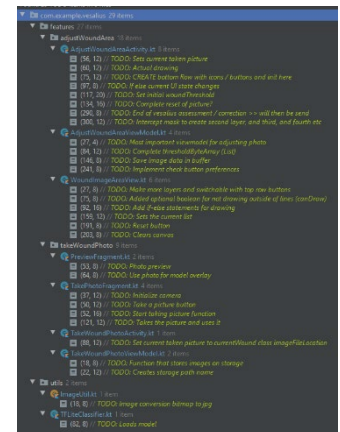 com.example.vesalius 29 items
features 27 items
adjustWoundArea 18 items
AdjustWoundAreaActivity.kt 8 items
(56, 12) // TODO: Sets current taken picture
(60, 12) // TODO: Actual drawing
(75, 12) // TODO: CREATE bottom flow with icons / buttons and init here
(97, 8) // TODO: If else current UI state changes
(117, 20) // TODO: Set initial woundThreshold
(134, 16) // TODO: Complete reset of picture?
(290, 8) // TODO: End of vesalius assessment / correction => will then be send
(300, 12) // TODO: Intercept mask to create second layer, and third, and fourth etc
AdjustWoundAreaViewModel.kt 4 items
(27, 4) // TODO: Most important viewmodel for adjusting photo
(84, 12) // TODO: Complete thresholdByteArray (List)
(146, 8) // TODO: Save image data in buffer
(241, 8) // TODO: Implement check button preferences
WoundImageAreaView.kt 6 items
(27, 8) // TODO: Make more layers and switchable with top row buttons
(75, 8) // TODO: Added optional boolean for not drawing outside of lines (canDraw)
(92, 16) // TODO: Add if-else statements for drawing
(159, 12) // TODO: Sets the current list
(191, 8) // TODO: Reset button
(203, 8) // TODO: Clears canvas
takeWoundPhoto 9 items
PreviewFragment.kt 2 items
(53, 8) // TODO: Photo preview
(64, 8) // TODO: Use photo for model overlay
TakePhotoFragment.kt 4 items
(37, 12) // TODO: Initialize camera
(50, 12) // TODO: Take a picture button
(52, 16) // TODO: Start taking picture function
(121, 12) // TODO: Takes the picture and uses it
TakeWoundPhotoActivity.kt 1 item
(88, 12) // TODO: Set current taken picture to currentWound class imageFileLocation
TakeWoundPhotoViewModel.kt 2 items
(18, 8) // TODO: Function that stores images on storage
(22, 12) // TODO: Creates storage path name
utils 2 items
ImageUtil.kt 1 item
(18, 8) // TODO: Image conversion bitmap to jpg
TFLiteClassifier.kt 1 item
(82, 8) // TODO: Loads model